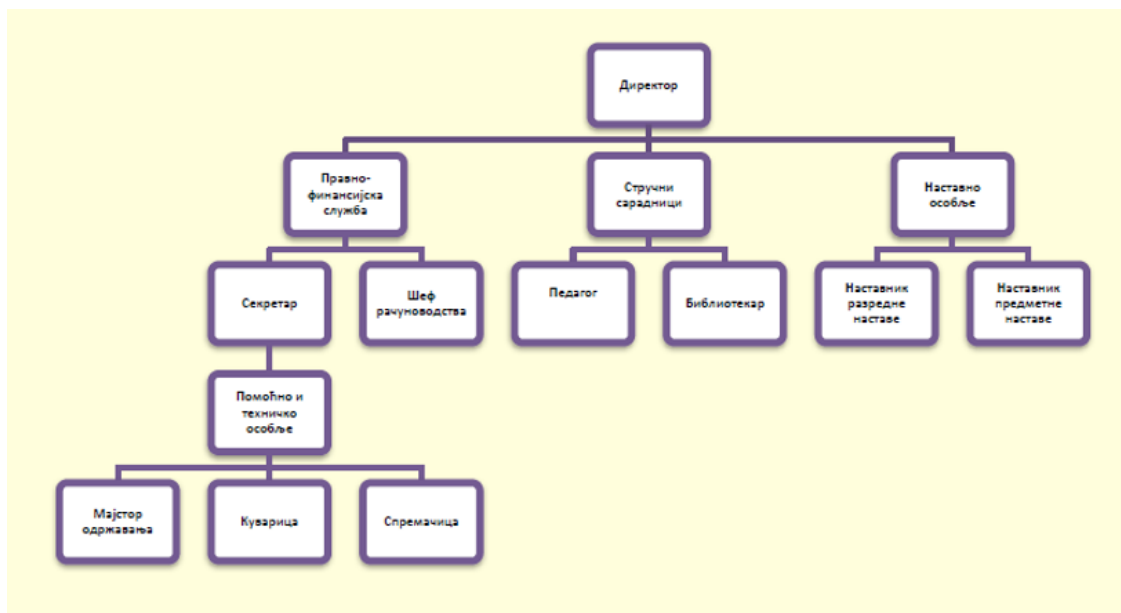 Директор
Правно-
финансијска
служба
Стручни
сарадници
Наставно
особље
Секретар
Шеф
рачуноводства
Педагог
Библиотекар
Наставник
разредне
наставе
Наставник
предметне
наставе
Помоћно и
техничко
особље
Мајстор
одржавања
Куварица
Спремачица